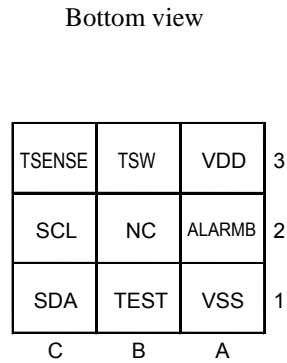 Bottom view
TSENSE TSW VDD 3
SCL NC ALARMB 2
SDA TEST VSS 1
C B A